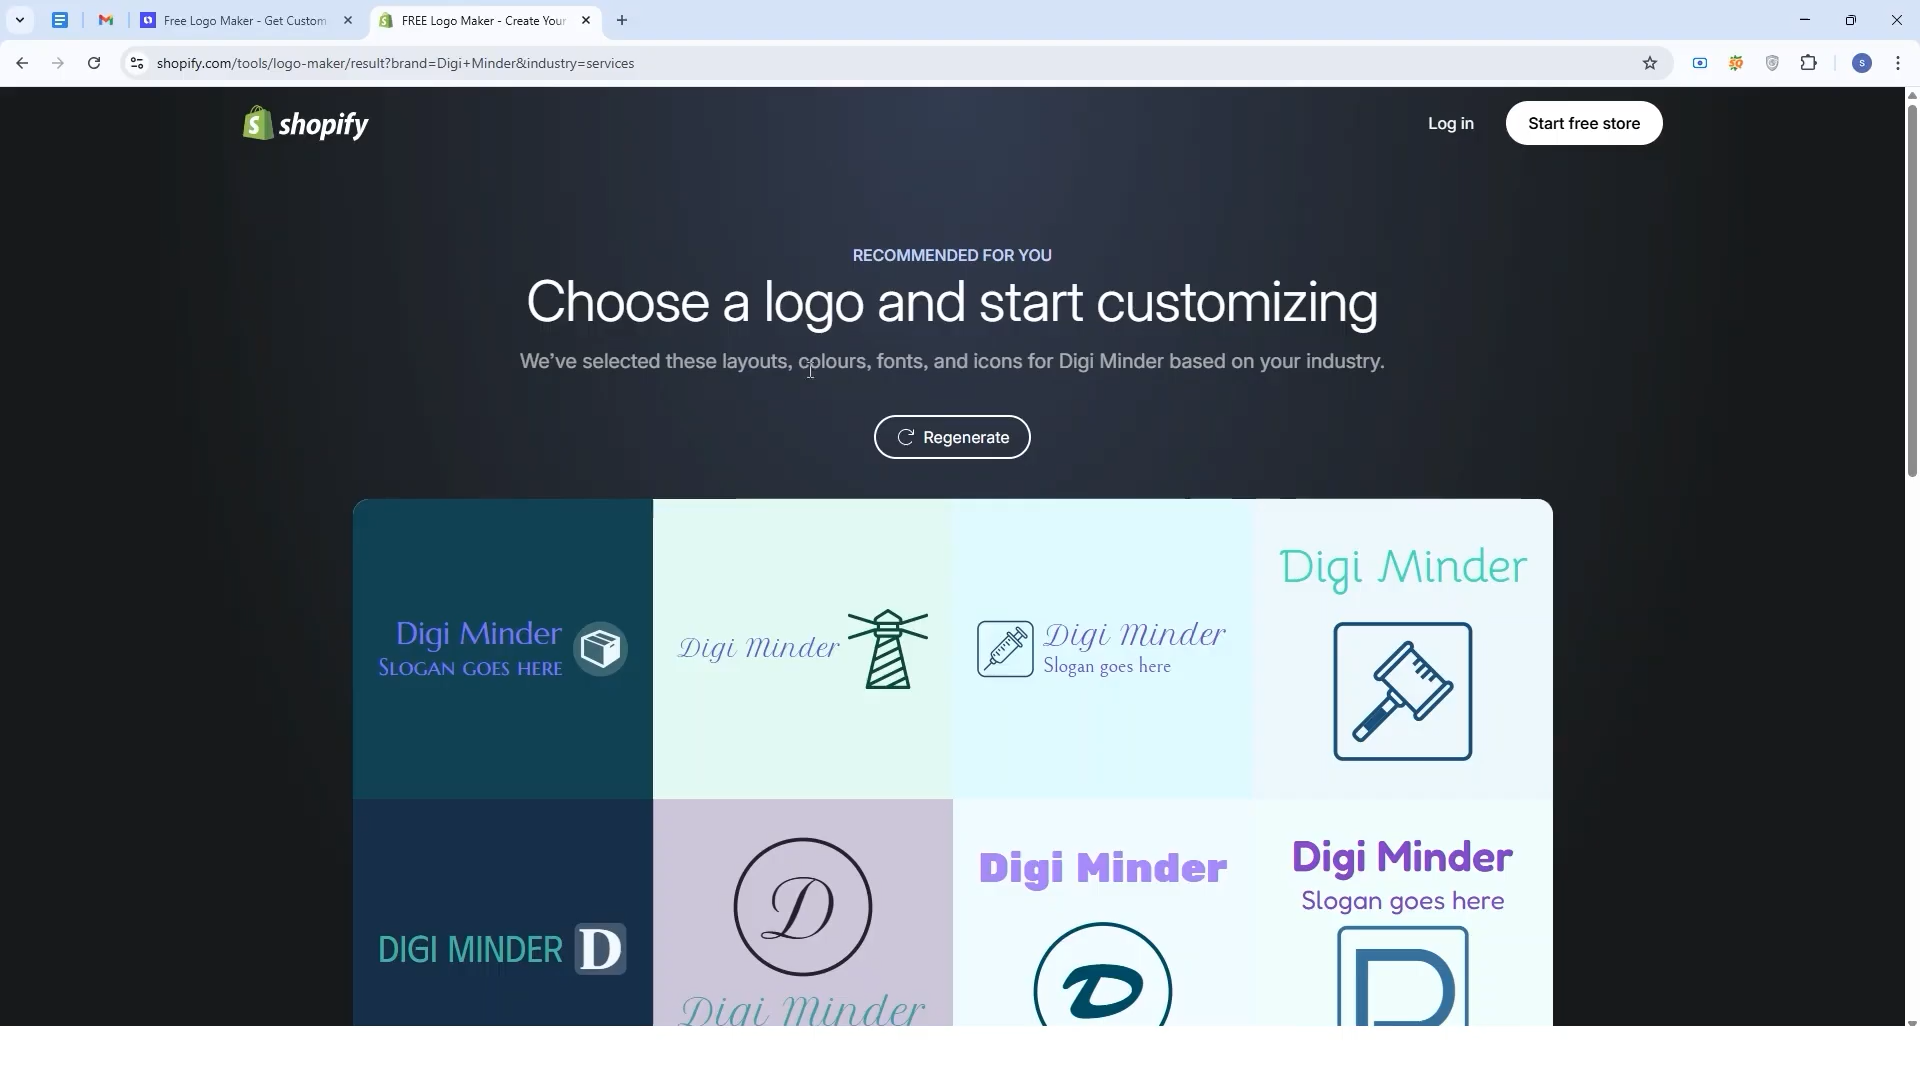 Free Logo Maker - Get Custom
FREE Logo Maker - Create Your
shopify.com/tools/logo-maker/result?brand=Digi+Minder&industry=services
SQ
S
shopify
Log in
Start free store
RECOMMENDED FOR YOU
Choose a logo and start customizing
We've selected these layouts, colours, fonts, and icons for Digi Minder based on your industry.
Regenerate
Digi Minder
SLOGAN GOES HERE
Digi Minder
Digi Minder
Slogan goes here
Digi Minder
DIGI MINDER D
D
Digi Minder
Digi Minder
D
Digi Minder
Slogan goes here
D